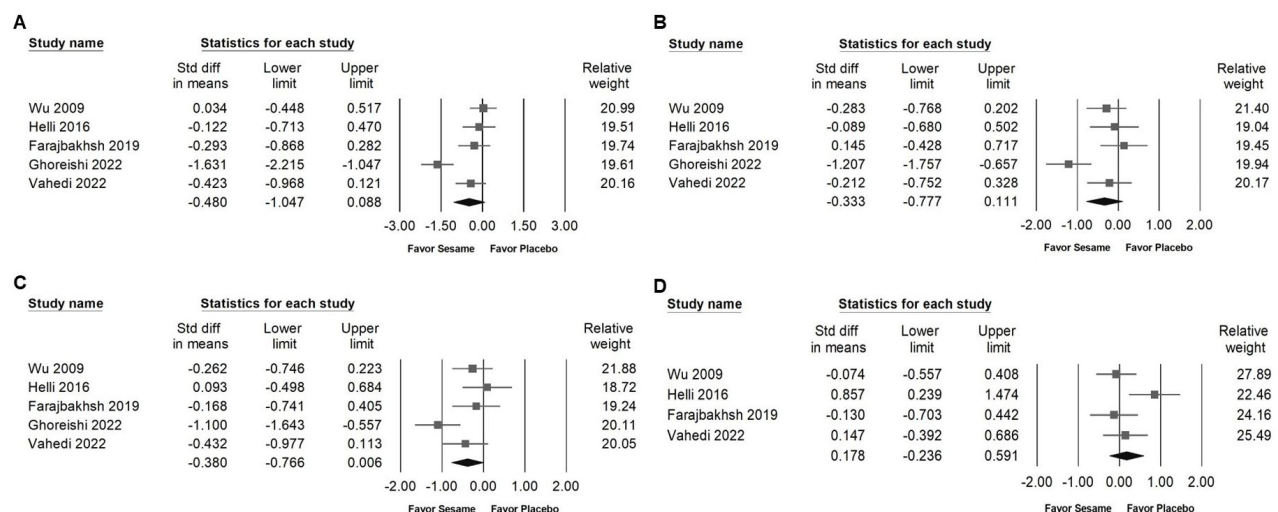 A
Study name Statistics for each study
Std diff Lower Upper Relative
in means limit limit weight
Wu 2009 0.034 -0.448 0.517 20.99
Helli 2016 -0.122 -0.713 0.470 19.51
Farajbakhsh 2019 -0.293 -0.868 0.282 19.74
Ghoreishi 2022 -1.631 -2.215 -1.047 19.61
Vahedi 2022 -0.423 -0.968 0.121 20.16
-0.480 -1.047 0.088
-3.00 -1.50 0.00 1.50 3.00
Favor Sesame Favor Placebo
B
Study name Statistics for each study
Std diff Lower Upper Relative
in means limit limit weight
Wu 2009 -0.283 -0.768 0.202 21.40
Helli 2016 -0.089 -0.680 0.502 19.04
Farajbakhsh 2019 0.145 -0.428 0.717 19.45
Ghoreishi 2022 -1.207 -1.757 -0.657 19.94
Vahedi 2022 -0.212 -0.752 0.328 20.17
-0.333 -0.777 0.111
-2.00 -1.00 0.00 1.00 2.00
Favor Sesame Favor Placebo
C
Study name Statistics for each study
Std diff Lower Upper Relative
in means limit limit weight
Wu 2009 -0.262 -0.746 0.223 21.88
Helli 2016 0.093 -0.498 0.684 18.72
Farajbakhsh 2019 -0.168 -0.741 0.405 19.24
Ghoreishi 2022 -1.100 -1.643 -0.557 20.11
Vahedi 2022 -0.432 -0.977 0.113 20.05
-0.380 -0.766 0.006
-2.00 -1.00 0.00 1.00 2.00
Favor Sesame Favor Placebo
D
Study name Statistics for each study
Std diff Lower Upper Relative
in means limit limit weight
Wu 2009 -0.074 -0.557 0.408 27.89
Helli 2016 0.857 0.239 1.474 22.46
Farajbakhsh 2019 -0.130 -0.703 0.442 24.16
Vahedi 2022 0.147 -0.392 0.686 25.49
0.178 -0.236 0.591
-2.00 -1.00 0.00 1.00 2.00
Favor Sesame Favor Placebo